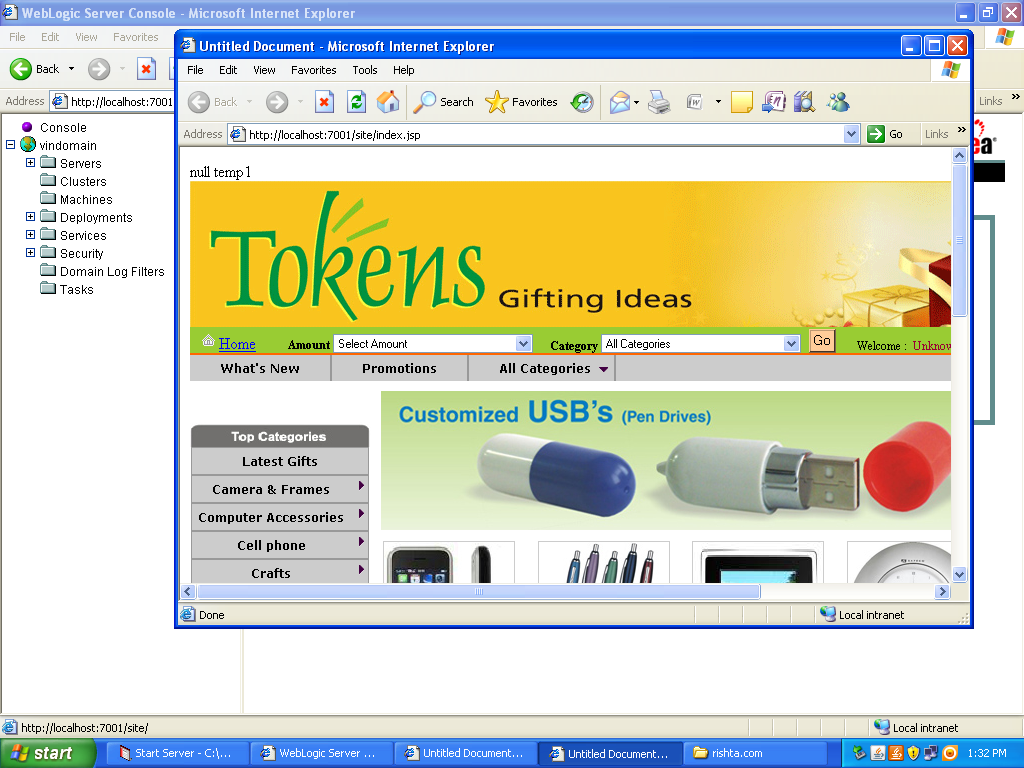 WebLogic Server Console - Microsoft Internet Explorer
File Edit View Favorites
Back
Address http://localhost:7001
Links »
Console
vindomain
Servers
Clusters
Machines
Deployments
Services
Security
Domain Log Filters
Tasks
Untitled Document - Microsoft Internet Explorer
File Edit View Favorites Tools Help
Back Search Favorites
Address http://localhost:7001/site/index.jsp Go Links »
null temp1
Tokens
Gifting Ideas
Home Amount Select Amount Category All Categories Go Welcome :
What's New Promotions All Categories
Customized USB's (Pen Drives)
Top Categories
Latest Gifts
Camera & Frames
Computer Accessories
Cell phone
Crafts
Done Local intranet
http://localhost:7001/site/ Local intranet
start Start Server - C:\... WebLogic Server ... Untitled Document... Untitled Document... rishta.com 1:32 PM